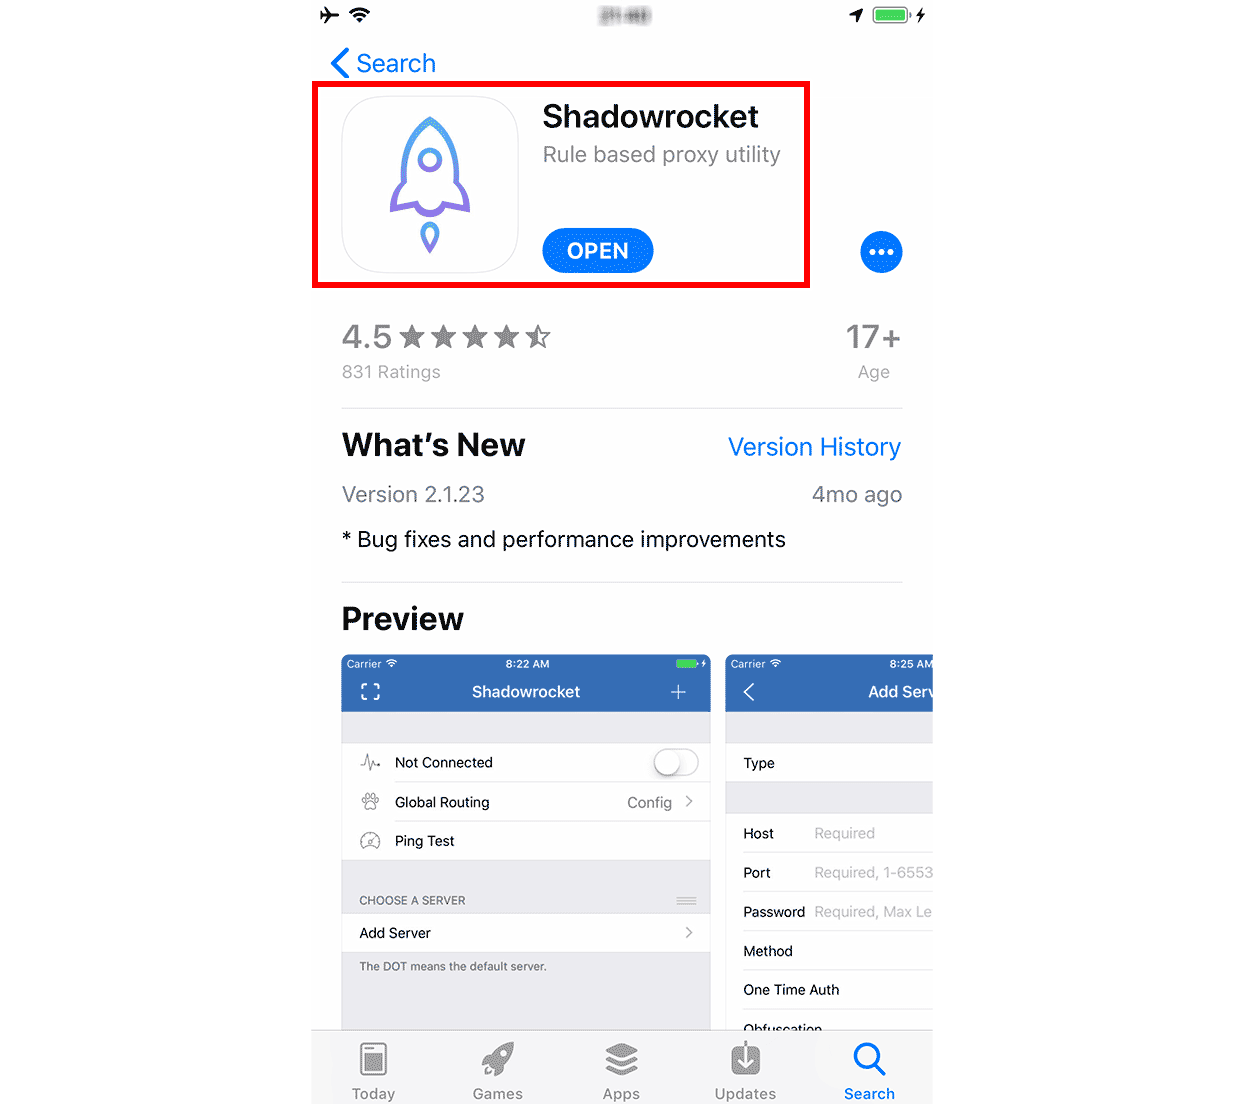 Search
Shadowrocket
Rule based proxy utility
OPEN
4.5
17+
831 Ratings
Age
What's New
Version History
Version 2.1.23
4mo ago
* Bug fixes and performance improvements
Preview
Carrier
8:22 AM
Shadowrocket
Not Connected
Global Routing
Config
Ping Test
CHOOSE A SERVER
Add Server
The DOT means the default server.
Carrier
8:25 AM
Add Serv
Type
Host
Required
Port
Required, 1-6553
Password
Required, Max Le
Method
One Time Auth
Obfuscation
Today
Games
Apps
Updates
Search